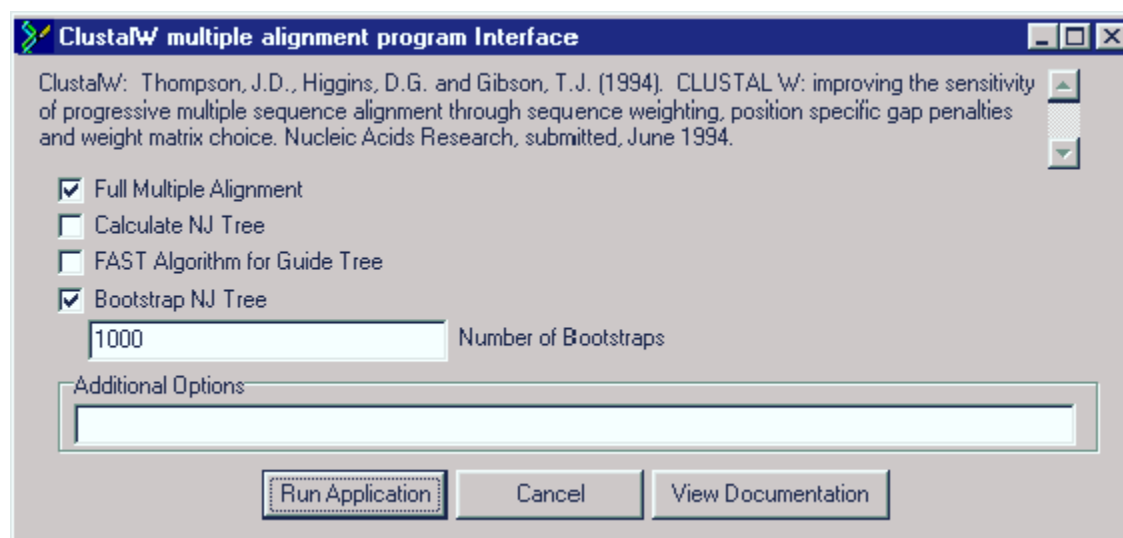 ClustalW multiple alignment program Interface
ClustalW: Thompson, J.D., Higgins, D.G. and Gibson, T.J. (1994). CLUSTAL W: improving the sensitivity
of progressive multiple sequence alignment through sequence weighting, position specific gap penalties
and weight matrix choice. Nucleic Acids Research, submitted, June 1994.
Full Multiple Alignment
Calculate NJ Tree
FAST Algorithm for Guide Tree
Bootstrap NJ Tree
1000 Number of Bootstraps
Additional Options
Run Application Cancel View Documentation